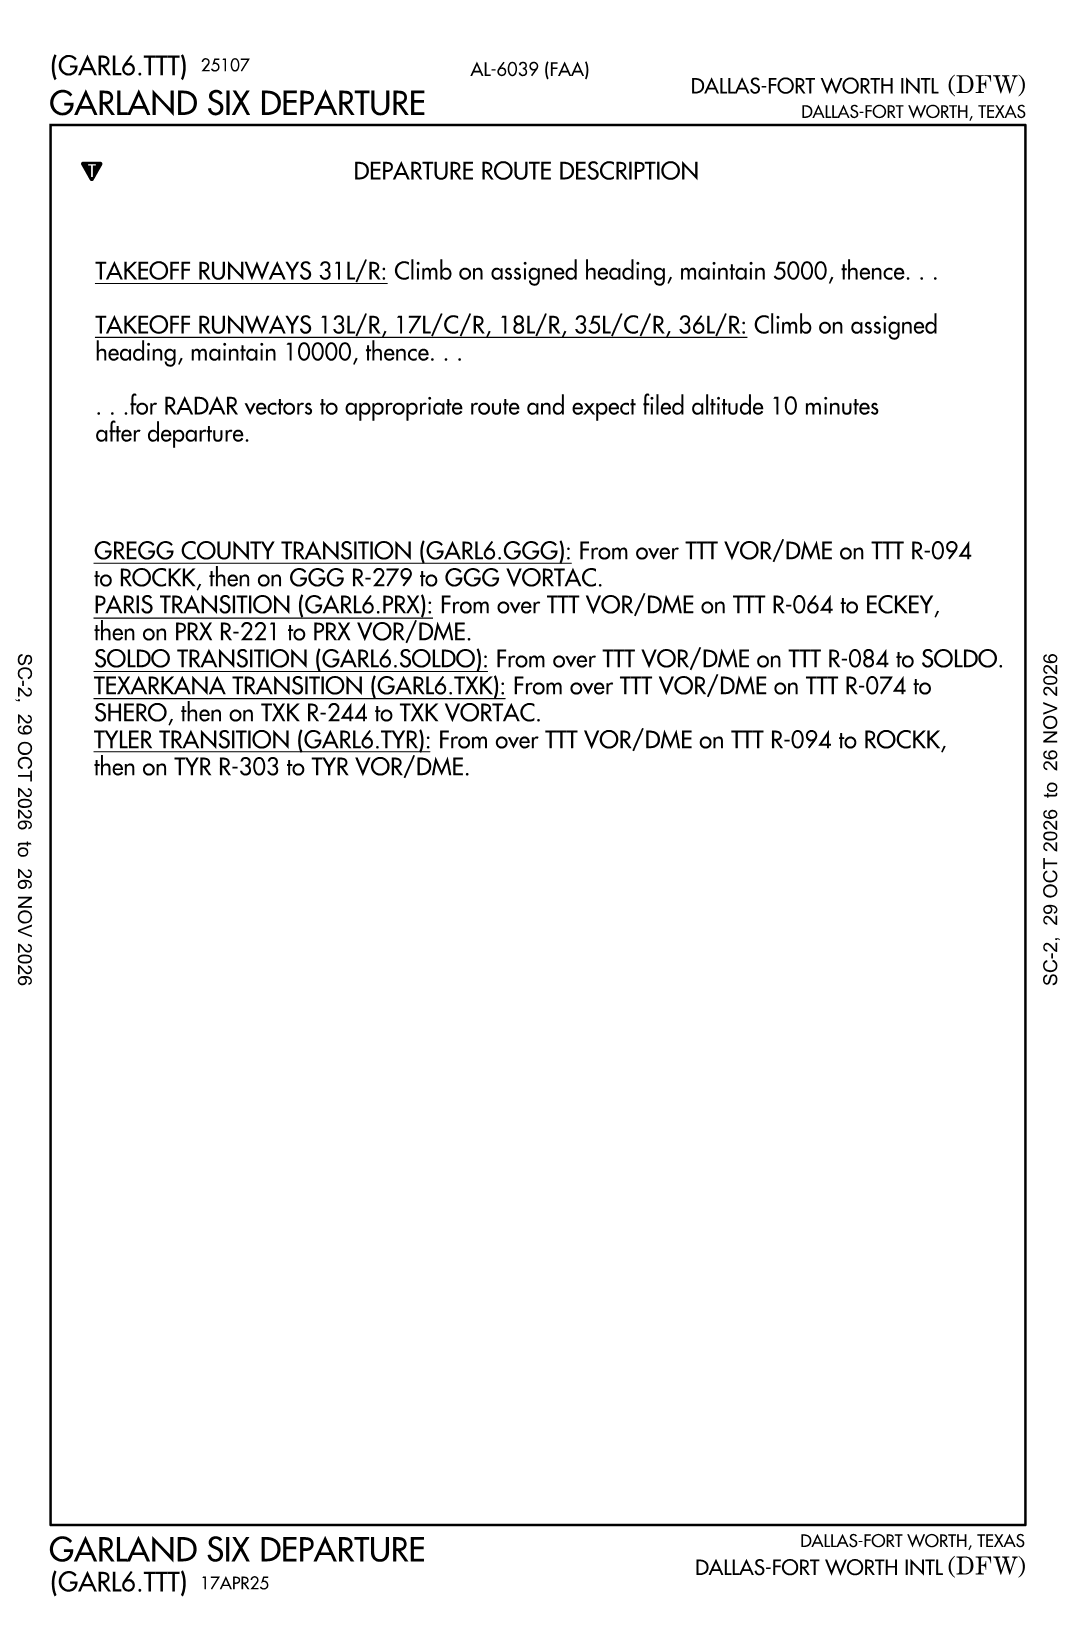 (GARL6.TTT) 25107
AL-6039 (FAA)
DALLAS-FORT WORTH INTL (DFW)
GARLAND SIX DEPARTURE
DALLAS-FORT WORTH, TEXAS
T
DEPARTURE ROUTE DESCRIPTION
TAKEOFF RUNWAYS 31L/R: Climb on assigned heading, maintain 5000, thence. . .
TAKEOFF RUNWAYS 13L/R, 17L/C/R, 18L/R, 35L/C/R, 36L/R: Climb on assigned
heading, maintain 10000, thence. . .
. . .for RADAR vectors to appropriate route and expect filed altitude 10 minutes
after departure.
GREGG COUNTY TRANSITION (GARL6.GGG): From over TTT VOR/DME on TTT R-094
to ROCKK, then on GGG R-279 to GGG VORTAC.
PARIS TRANSITION (GARL6.PRX): From over TTT VOR/DME on TTT R-064 to ECKEY,
then on PRX R-221 to PRX VOR/DME.
SOLDO TRANSITION (GARL6.SOLDO): From over TTT VOR/DME on TTT R-084 to SOLDO.
TEXARKANA TRANSITION (GARL6.TXK): From over TTT VOR/DME on TTT R-074 to
SHERO, then on TXK R-244 to TXK VORTAC.
TYLER TRANSITION (GARL6.TYR): From over TTT VOR/DME on TTT R-094 to ROCKK,
then on TYR R-303 to TYR VOR/DME.
SC-2, 29 OCT 2026 to 26 NOV 2026
SC-2, 29 OCT 2026 to 26 NOV 2026
GARLAND SIX DEPARTURE
DALLAS-FORT WORTH, TEXAS
(GARL6.TTT) 17APR25
DALLAS-FORT WORTH INTL (DFW)